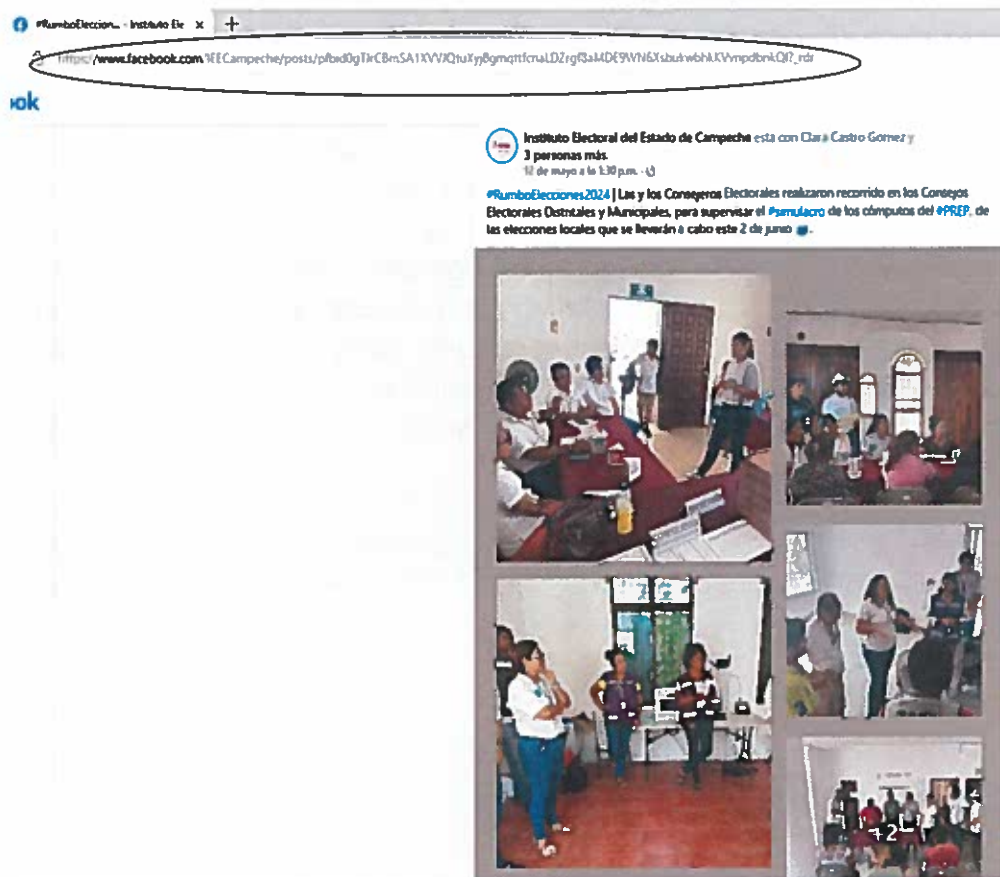 #RumboEleccion... - Instituto Ele × +
https://www.facebook.com/IEECampeche/posts/
ook
Instituto Electoral del Estado de Campeche está con Clara Castro Gómez y
3 personas más.
12 de mayo a la 1:30 p.m. ·
#RumboElecciones2024 | Las y los Consejeros Electorales realizaron recorrido en los Consejos
Electorales Distritales y Municipales, para supervisar el #simulacro de los cómputos del #PREP, de
las elecciones locales que se llevarán a cabo este 2 de junio
+2